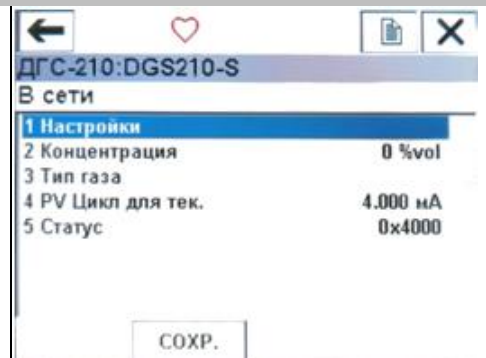 ДГС-210:DGS210-S
В сети
1 Настройки
2 Концентрация 0 %vol
3 Тип газа
4 PV Цикл для тек. 4.000 мА
5 Статус 0x4000
СОХР.